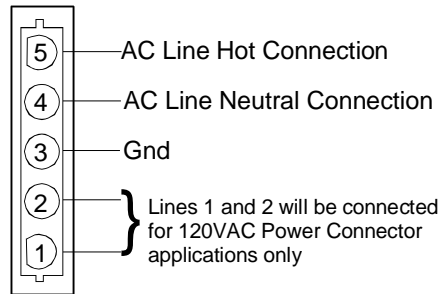 5 AC Line Hot Connection
4 AC Line Neutral Connection
3 Gnd
2
1
Lines 1 and 2 will be connected
for 120VAC Power Connector
applications only